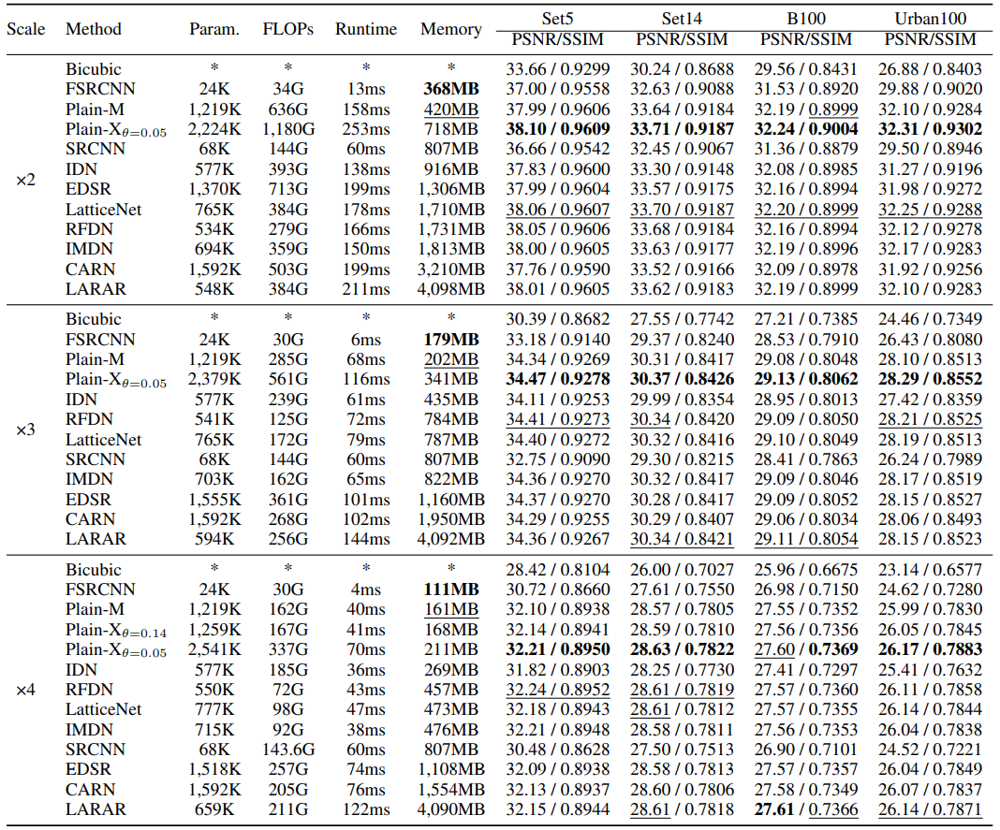 Scale Method Param. FLOPs Runtime Memory Set5 Set14 B100 Urban100
PSNR/SSIM PSNR/SSIM PSNR/SSIM PSNR/SSIM
Bicubic * * * * 33.66 / 0.9299 30.24 / 0.8688 29.56 / 0.8431 26.88 / 0.8403
FSRCNN 24K 34G 13ms 368MB 37.00 / 0.9558 32.63 / 0.9088 31.53 / 0.8920 29.88 / 0.9020
Plain-M 1,219K 636G 158ms 420MB 37.99 / 0.9606 33.64 / 0.9184 32.19 / 0.8999 32.10 / 0.9284
Plain-Xθ=0.05 2,224K 1,180G 253ms 718MB 38.10 / 0.9609 33.71 / 0.9187 32.24 / 0.9004 32.31 / 0.9302
SRCNN 68K 144G 60ms 807MB 36.66 / 0.9542 32.45 / 0.9067 31.36 / 0.8879 29.50 / 0.8946
IDN 577K 393G 138ms 916MB 37.83 / 0.9600 33.30 / 0.9148 32.08 / 0.8985 31.27 / 0.9196
×2
EDSR 1,370K 713G 199ms 1,306MB 37.99 / 0.9604 33.57 / 0.9175 32.16 / 0.8994 31.98 / 0.9272
LatticeNet 765K 384G 178ms 1,710MB 38.06 / 0.9607 33.70 / 0.9187 32.20 / 0.8999 32.25 / 0.9288
RFDN 534K 279G 166ms 1,731MB 38.05 / 0.9606 33.68 / 0.9184 32.16 / 0.8994 32.12 / 0.9278
IMDN 694K 359G 150ms 1,813MB 38.00 / 0.9605 33.63 / 0.9177 32.19 / 0.8996 32.17 / 0.9283
CARN 1,592K 503G 199ms 3,210MB 37.76 / 0.9590 33.52 / 0.9166 32.09 / 0.8978 31.92 / 0.9256
LARAR 548K 384G 211ms 4,098MB 38.01 / 0.9605 33.62 / 0.9183 32.19 / 0.8999 32.10 / 0.9283
Bicubic * * * * 30.39 / 0.8682 27.55 / 0.7742 27.21 / 0.7385 24.46 / 0.7349
FSRCNN 24K 30G 6ms 179MB 33.18 / 0.9140 29.37 / 0.8240 28.53 / 0.7910 26.43 / 0.8080
Plain-M 1,219K 285G 68ms 202MB 34.34 / 0.9269 30.31 / 0.8417 29.08 / 0.8048 28.10 / 0.8513
Plain-Xθ=0.05 2,379K 561G 116ms 341MB 34.47 / 0.9278 30.37 / 0.8426 29.13 / 0.8062 28.29 / 0.8552
IDN 577K 239G 61ms 435MB 34.11 / 0.9253 29.99 / 0.8354 28.95 / 0.8013 27.42 / 0.8359
RFDN 541K 125G 72ms 784MB 34.41 / 0.9273 30.34 / 0.8420 29.09 / 0.8050 28.21 / 0.8525
×3
LatticeNet 765K 172G 79ms 787MB 34.40 / 0.9272 30.32 / 0.8416 29.10 / 0.8049 28.19 / 0.8513
SRCNN 68K 144G 60ms 807MB 32.75 / 0.9090 29.30 / 0.8215 28.41 / 0.7863 26.24 / 0.7989
IMDN 703K 162G 65ms 822MB 34.36 / 0.9270 30.32 / 0.8417 29.09 / 0.8046 28.17 / 0.8519
EDSR 1,555K 361G 101ms 1,160MB 34.37 / 0.9270 30.28 / 0.8417 29.09 / 0.8052 28.15 / 0.8527
CARN 1,592K 268G 102ms 1,950MB 34.29 / 0.9255 30.29 / 0.8407 29.06 / 0.8034 28.06 / 0.8493
LARAR 594K 256G 144ms 4,092MB 34.36 / 0.9267 30.34 / 0.8421 29.11 / 0.8054 28.15 / 0.8523
Bicubic * * * * 28.42 / 0.8104 26.00 / 0.7027 25.96 / 0.6675 23.14 / 0.6577
FSRCNN 24K 30G 4ms 111MB 30.72 / 0.8660 27.61 / 0.7550 26.98 / 0.7150 24.62 / 0.7280
Plain-M 1,219K 162G 40ms 161MB 32.10 / 0.8938 28.57 / 0.7805 27.55 / 0.7352 25.99 / 0.7830
Plain-Xθ=0.14 1,259K 167G 41ms 168MB 32.14 / 0.8941 28.59 / 0.7810 27.56 / 0.7356 26.05 / 0.7845
Plain-Xθ=0.05 2,541K 337G 70ms 211MB 32.21 / 0.8950 28.63 / 0.7822 27.60 / 0.7369 26.17 / 0.7883
IDN 577K 185G 36ms 269MB 31.82 / 0.8903 28.25 / 0.7730 27.41 / 0.7297 25.41 / 0.7632
×4
RFDN 550K 72G 43ms 457MB 32.24 / 0.8952 28.61 / 0.7819 27.57 / 0.7360 26.11 / 0.7858
LatticeNet 777K 98G 47ms 473MB 32.18 / 0.8943 28.61 / 0.7812 27.57 / 0.7355 26.14 / 0.7844
IMDN 715K 92G 38ms 476MB 32.21 / 0.8948 28.58 / 0.7811 27.56 / 0.7353 26.04 / 0.7838
SRCNN 68K 143.6G 60ms 807MB 30.48 / 0.8628 27.50 / 0.7513 26.90 / 0.7101 24.52 / 0.7221
EDSR 1,518K 257G 74ms 1,108MB 32.09 / 0.8938 28.58 / 0.7813 27.57 / 0.7357 26.04 / 0.7849
CARN 1,592K 205G 76ms 1,554MB 32.13 / 0.8937 28.60 / 0.7806 27.58 / 0.7349 26.07 / 0.7837
LARAR 659K 211G 122ms 4,090MB 32.15 / 0.8944 28.61 / 0.7818 27.61 / 0.7366 26.14 / 0.7871